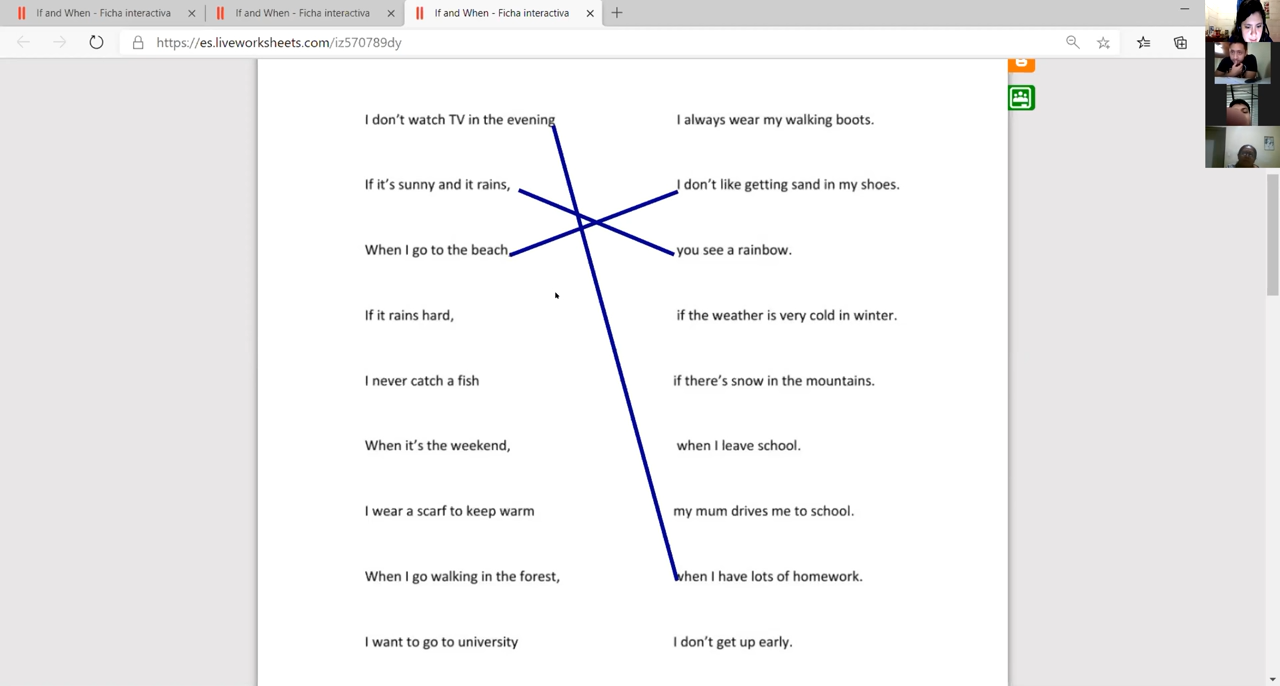 If and When - Ficha interactiva
If and When - Ficha interactiva
If and When - Ficha interactiva
https://es.liveworksheets.com/iz570789dy
I don't watch TV in the evening I always wear my walking boots.
If it's sunny and it rains, I don't like getting sand in my shoes.
When I go to the beach, you see a rainbow.
If it rains hard, if the weather is very cold in winter.
I never catch a fish if there's snow in the mountains.
When it's the weekend, when I leave school.
I wear a scarf to keep warm my mum drives me to school.
When I go walking in the forest, when I have lots of homework.
I want to go to university I don't get up early.